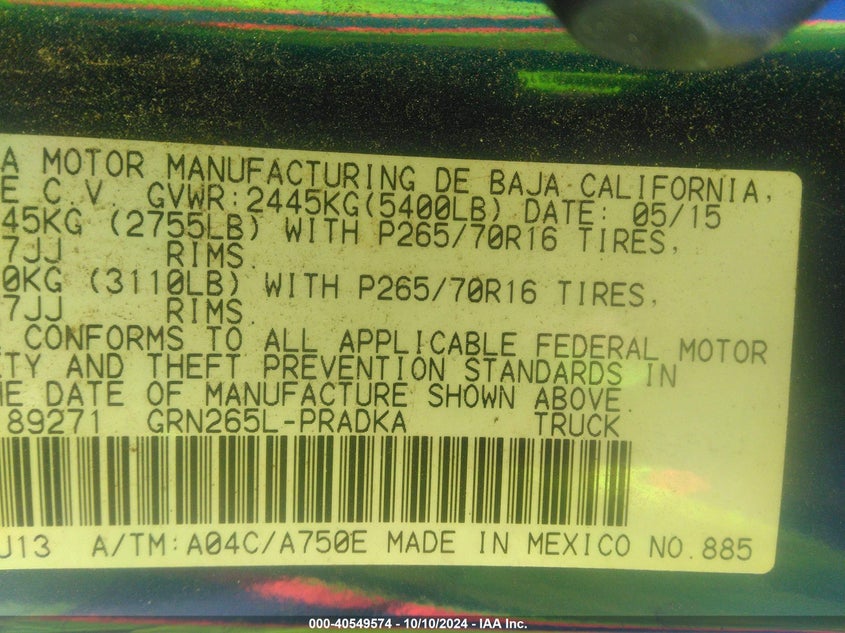 A MOTOR MANUFACTURING DE BAJA CALIFORNIA,
E C.V. GVWR:2445KG(5400LB) DATE: 05/15
45KG (2755LB) WITH P265/70R16 TIRES,
7JJ RIMS
0KG (3110LB) WITH P265/70R16 TIRES,
7JJ RIMS
CONFORMS TO ALL APPLICABLE FEDERAL MOTOR
ETY AND THEFT PREVENTION STANDARDS IN
HE DATE OF MANUFACTURE SHOWN ABOVE.
89271 GRN265L-PRADKA TRUCK
J13 A/TM:A04C/A750E MADE IN MEXICO NO.885
000-40549574 - 10/10/2024 - IAA Inc.